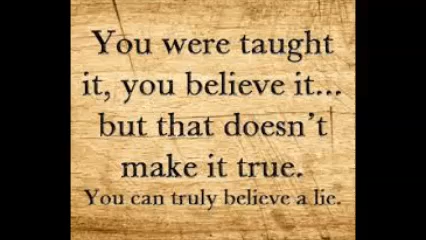 You were taught
it, you believe it...
but that doesn't
make it true.
You can truly believe a lie.